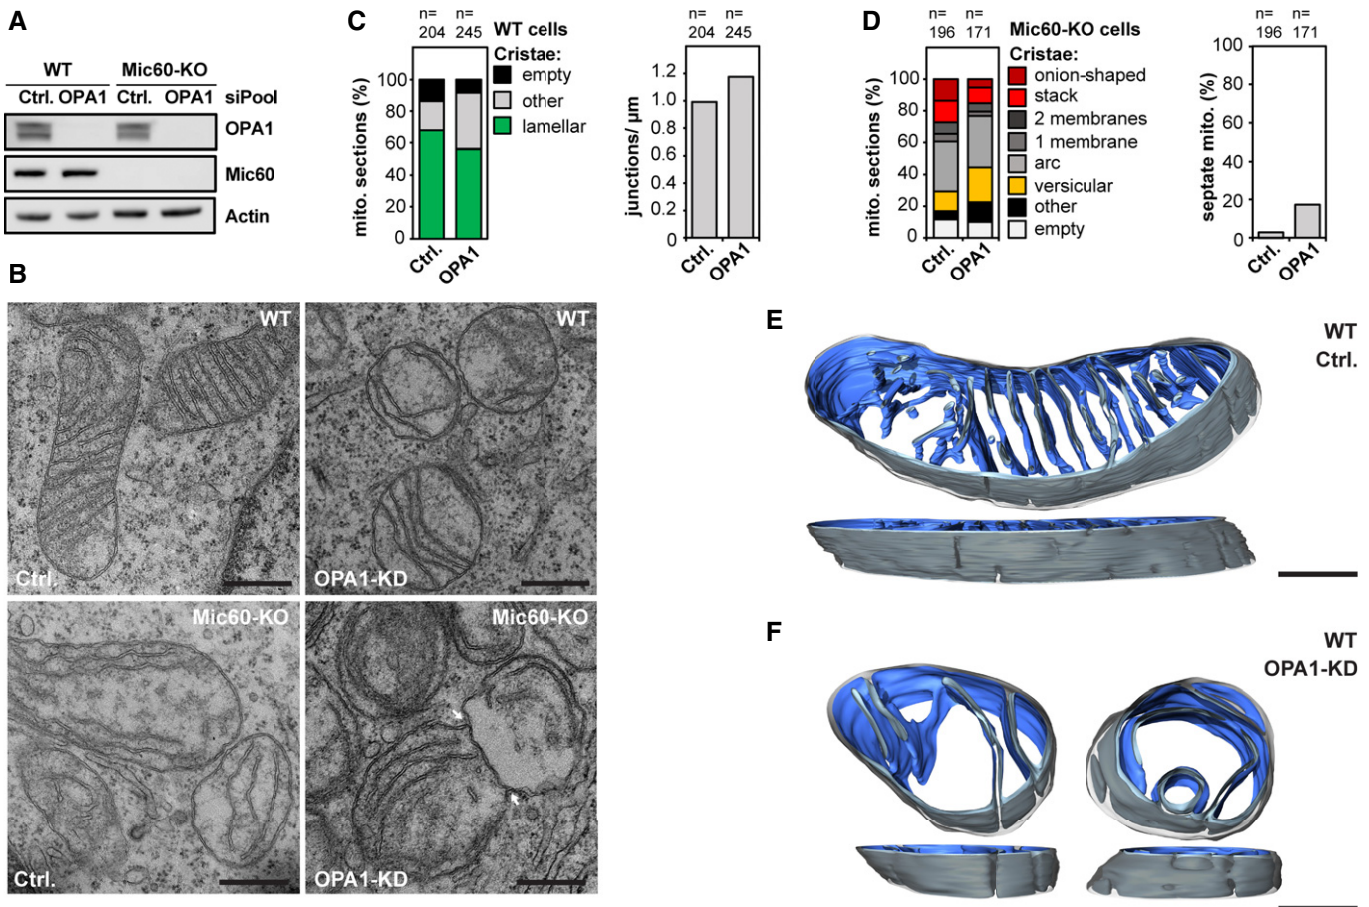 A
WT Mic60-KO
Ctrl. OPA1 Ctrl. OPA1 siPool
OPA1
Mic60
Actin
B
WT
Ctrl.
WT
OPA1-KD
Mic60-KO
Ctrl.
Mic60-KO
OPA1-KD
C
n= n=
204 245
WT cells
Cristae:
empty
other
lamellar
mito. sections (%)
100
80
60
40
20
0
Ctrl.
OPA1
n= n=
204 245
junctions/ µm
1.2
1.0
0.8
0.6
0.4
0.2
0
Ctrl.
OPA1
D
n= n=
196 171
Mic60-KO cells
Cristae:
onion-shaped
stack
2 membranes
1 membrane
arc
versicular
other
empty
mito. sections (%)
100
80
60
40
20
0
Ctrl.
OPA1
n= n=
196 171
septate mito. (%)
100
80
60
40
20
0
Ctrl.
OPA1
E
WT
Ctrl.
F
WT
OPA1-KD